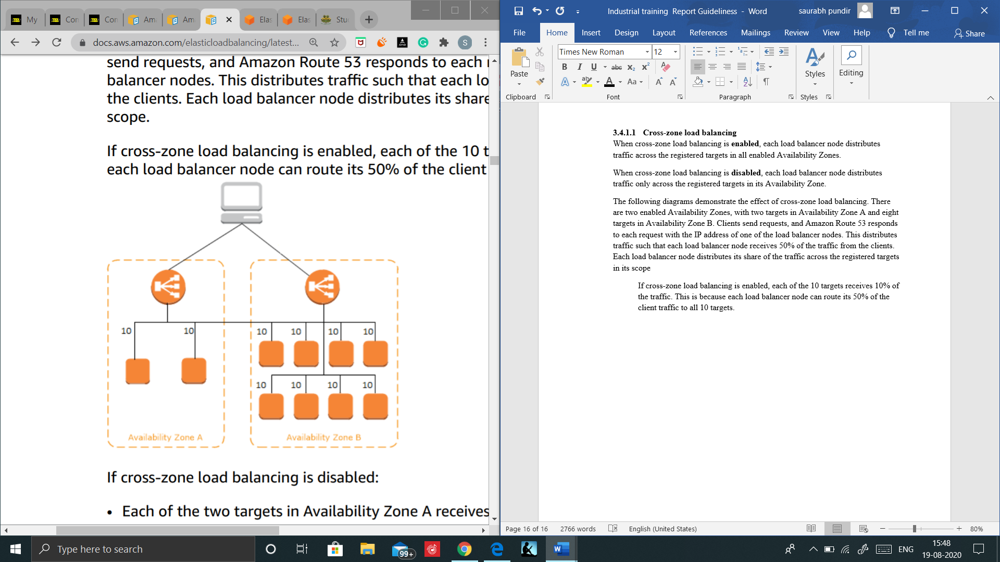 My
Con
Con
Am
Am
Elas
Elas
Stu
docs.aws.amazon.com/elasticloadbalancing/latest...
S
send requests, and Amazon Route 53 responds to each
balancer nodes. This distributes traffic such that each lo
the clients. Each load balancer node distributes its share
scope.
If cross-zone load balancing is enabled, each of the 10 t
each load balancer node can route its 50% of the client
10 10 10 10 10 10
10 10 10 10
Availability Zone A Availability Zone B
If cross-zone load balancing is disabled:
• Each of the two targets in Availability Zone A receives
Industrial training Report Guideliness - Word
saurabh pundir
File Home Insert Design Layout References Mailings Review View Help Tell me Share
Times New Roman 12
Paste
Styles
Editing
B I U abc X₂ X²
ab A Aa A A
Clipboard Font Paragraph Styles
3.4.1.1 Cross-zone load balancing
When cross-zone load balancing is enabled, each load balancer node distributes
traffic across the registered targets in all enabled Availability Zones.
When cross-zone load balancing is disabled, each load balancer node distributes
traffic only across the registered targets in its Availability Zone.
The following diagrams demonstrate the effect of cross-zone load balancing. There
are two enabled Availability Zones, with two targets in Availability Zone A and eight
targets in Availability Zone B. Clients send requests, and Amazon Route 53 responds
to each request with the IP address of one of the load balancer nodes. This distributes
traffic such that each load balancer node receives 50% of the traffic from the clients.
Each load balancer node distributes its share of the traffic across the registered targets
in its scope
If cross-zone load balancing is enabled, each of the 10 targets receives 10% of
the traffic. This is because each load balancer node can route its 50% of the
client traffic to all 10 targets.
Page 16 of 16 2766 words English (United States) 80%
Type here to search
99+
W
ENG
15:48
19-08-2020